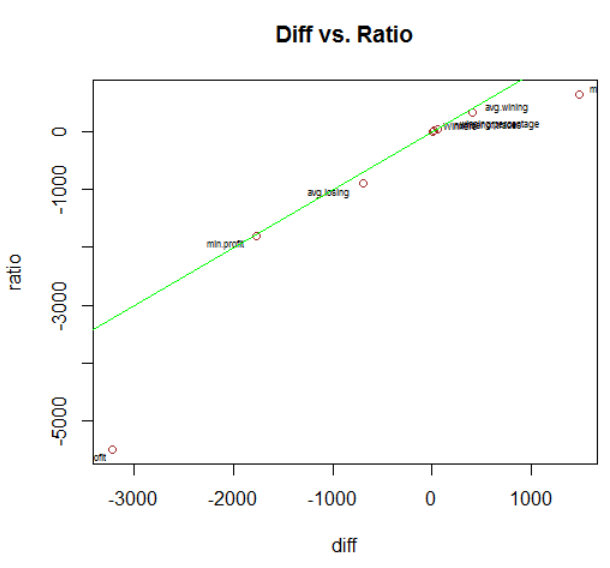 Diff vs. Ratio
m
avg.wining
avg.losing
min.profit
ofit
ratio
0
-1000
-3000
-5000
-3000
-2000
-1000
0
1000
diff